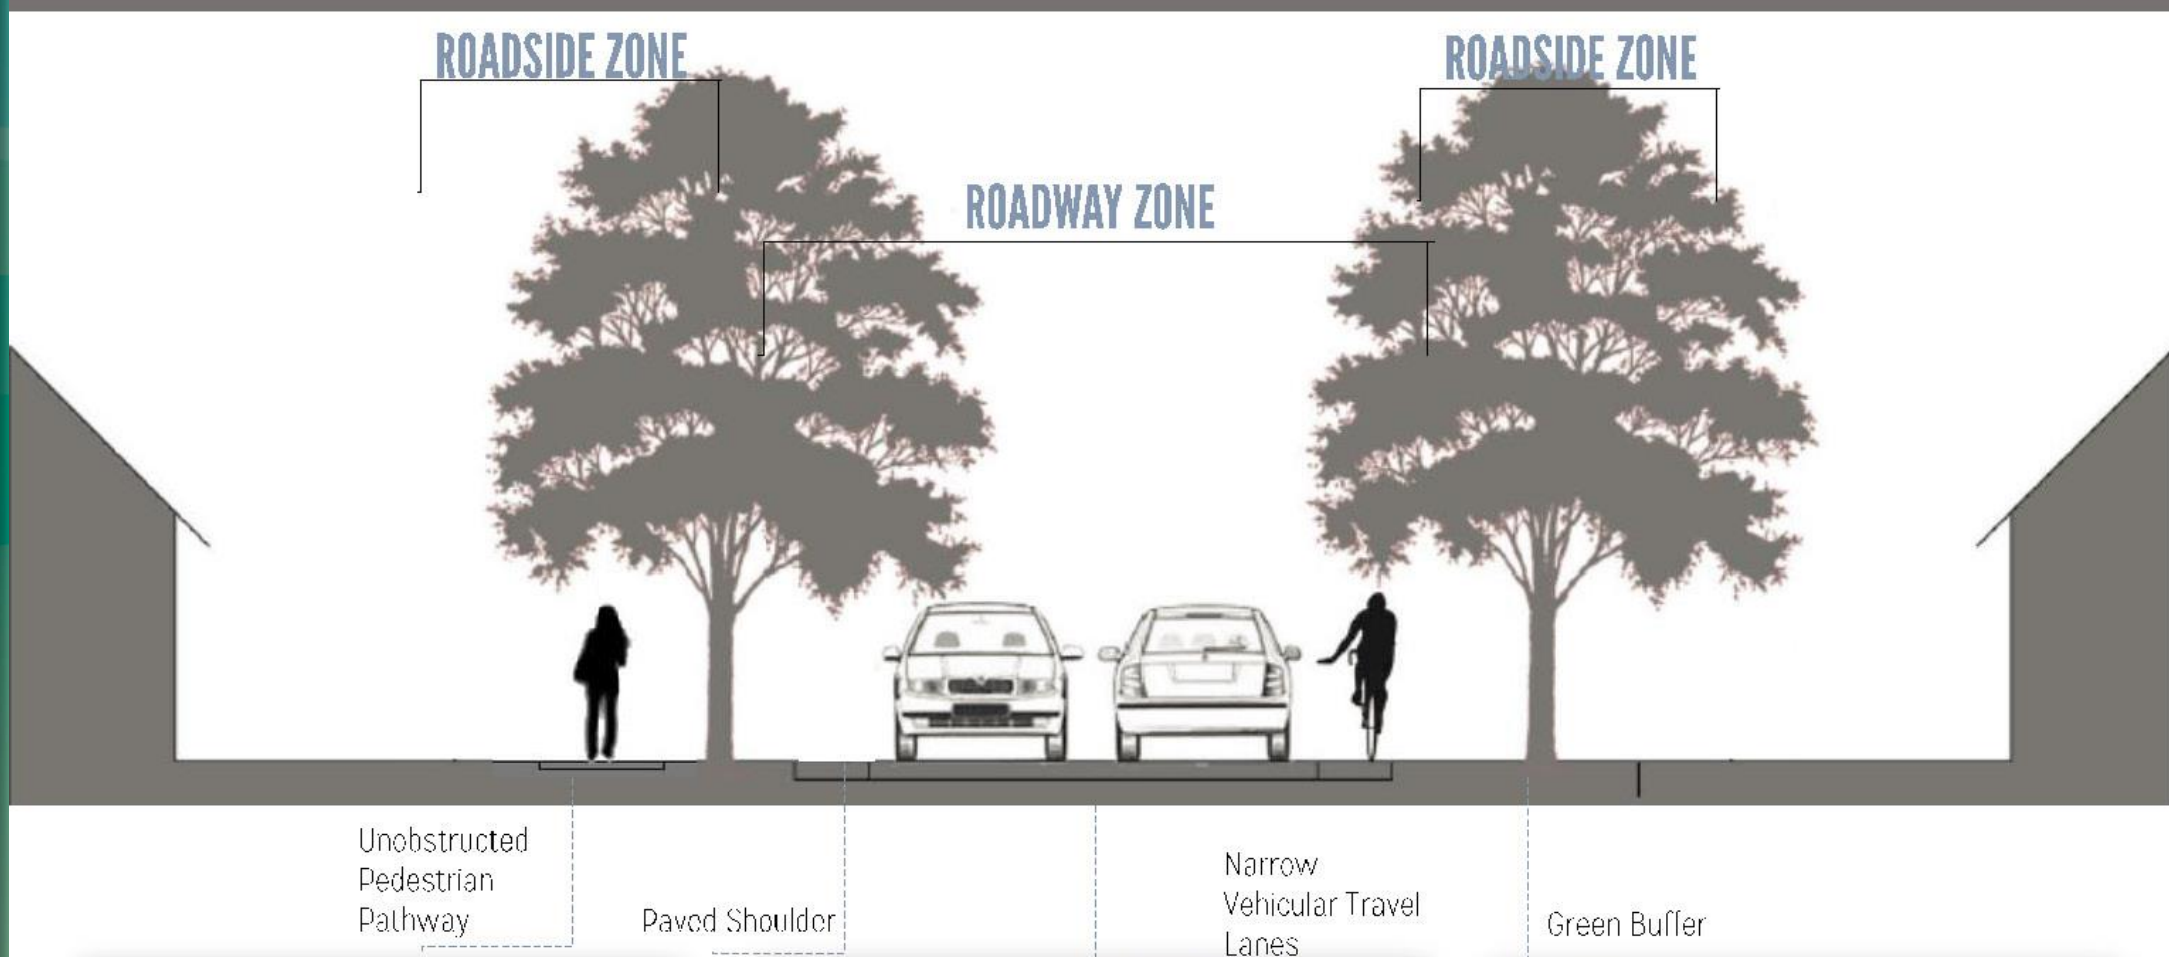 ROADSIDE ZONE
ROADSIDE ZONE
ROADWAY ZONE
Unobstructed
Pedestrian
Pathway
Paved Shoulder
Narrow
Vehicular Travel
Lanes
Green Buffer